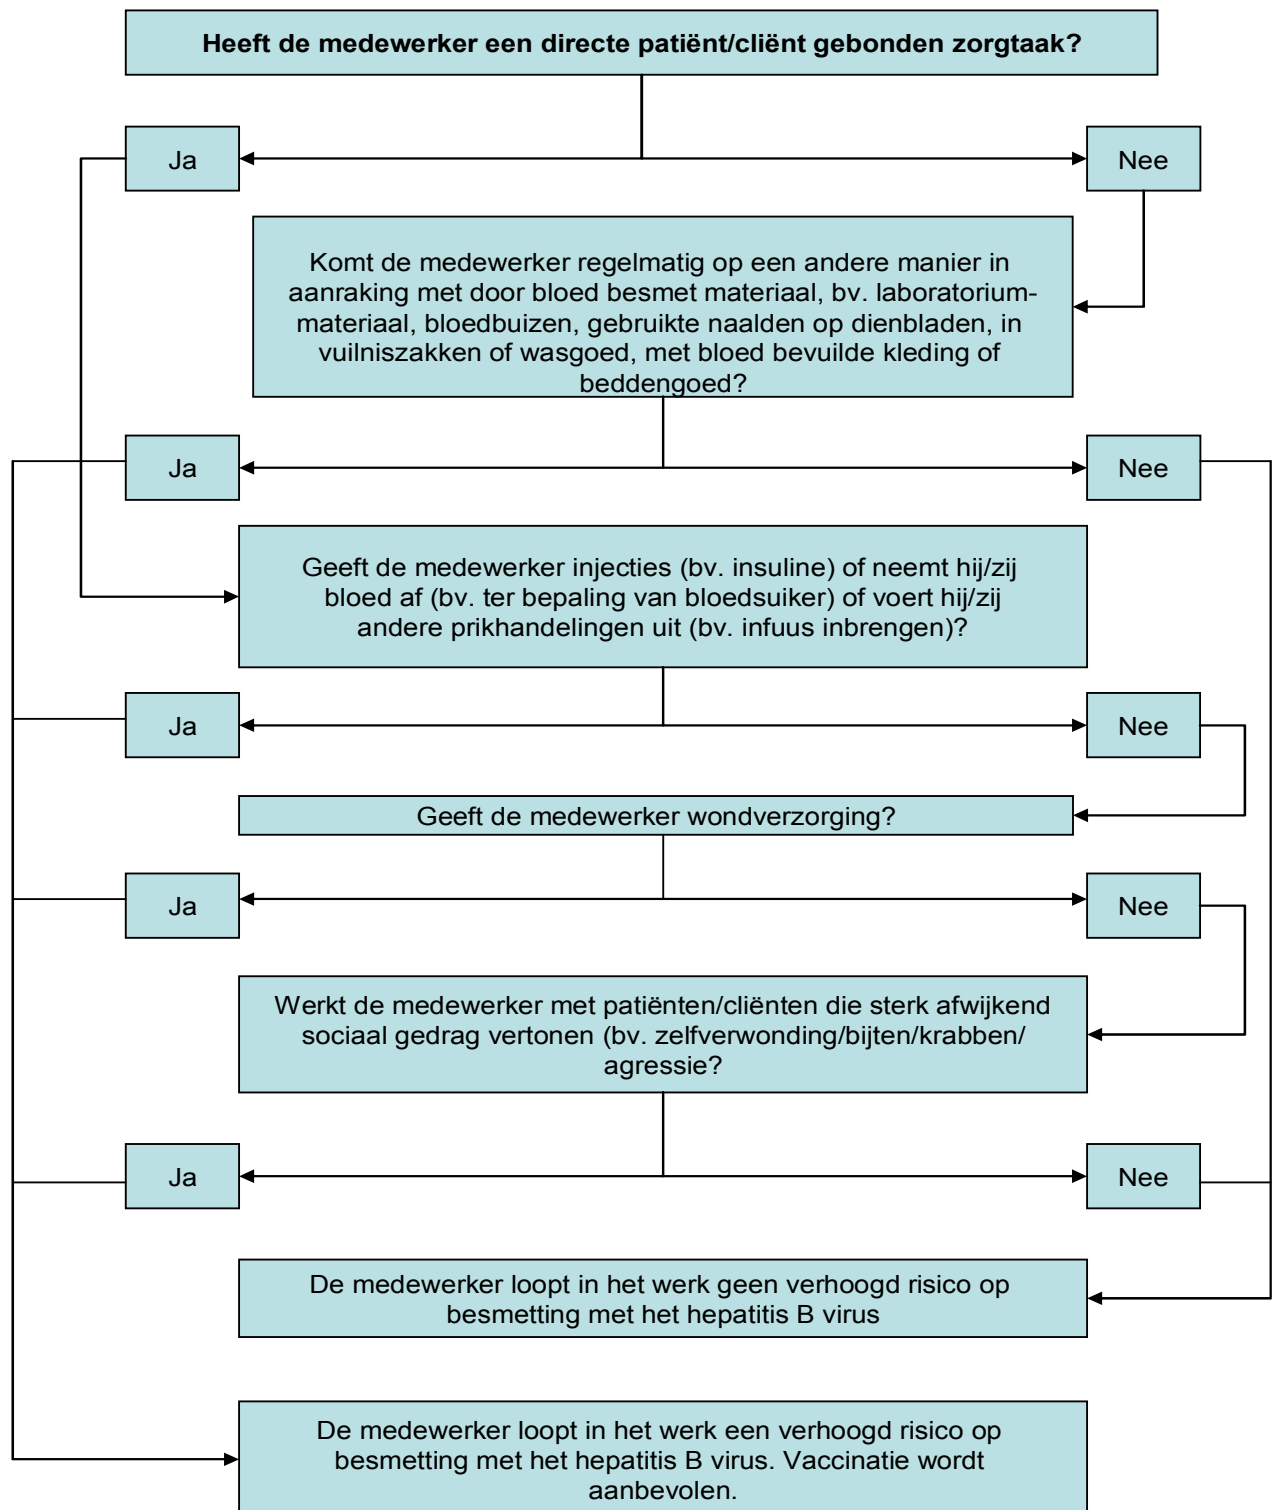 Heeft de medewerker een directe patiënt/cliënt gebonden zorgtaak?
Ja
Nee
Komt de medewerker regelmatig op een andere manier in
aanraking met door bloed besmet materiaal, bv. laboratorium-
materiaal, bloedbuizen, gebruikte naalden op dienbladen, in
vuilniszakken of wasgoed, met bloed bevuilde kleding of
beddengoed?
Ja
Nee
Geeft de medewerker injecties (bv. insuline) of neemt hij/zij
bloed af (bv. ter bepaling van bloedsuiker) of voert hij/zij
andere prikhandelingen uit (bv. infuus inbrengen)?
Ja
Nee
Geeft de medewerker wondverzorging?
Ja
Nee
Werkt de medewerker met patiënten/cliënten die sterk afwijkend
sociaal gedrag vertonen (bv. zelfverwonding/bijten/krabben/
agressie?
Ja
Nee
De medewerker loopt in het werk geen verhoogd risico op
besmetting met het hepatitis B virus
De medewerker loopt in het werk een verhoogd risico op
besmetting met het hepatitis B virus. Vaccinatie wordt
aanbevolen.